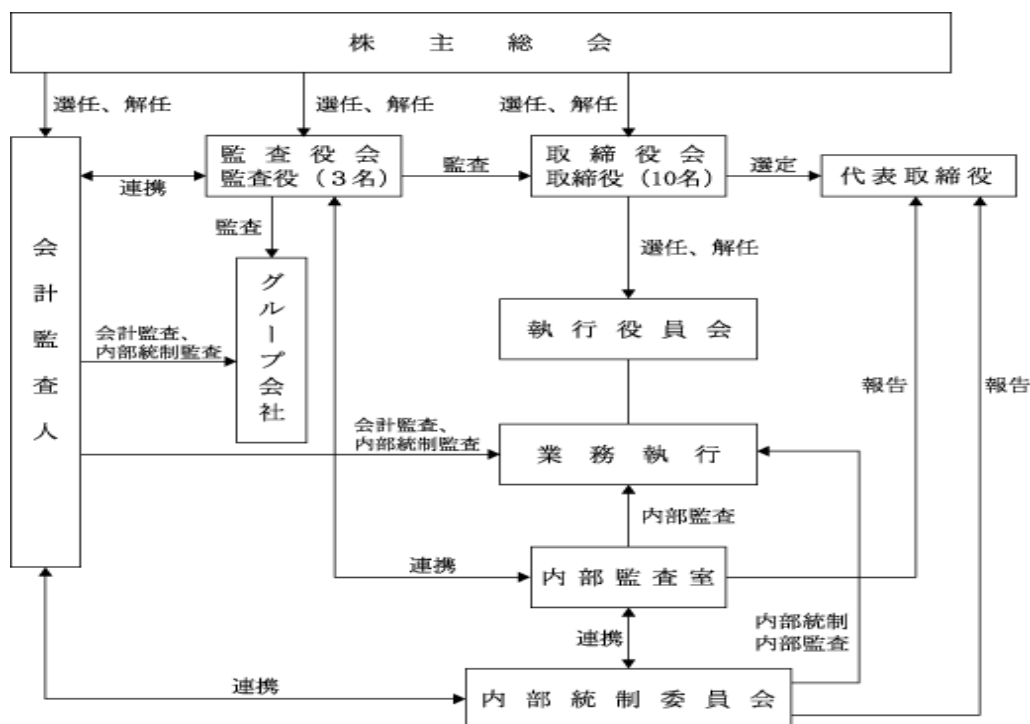 株主総会
選任、解任
選任、解任
選任、解任
監査役会
監査役（３名）
監査
取締役会
取締役（10名）
選定
代表取締役
連携
監査
選任、解任
会計監査人
グループ会社
執行役員会
会計監査、
内部統制監査
報告
報告
会計監査、
内部統制監査
業務執行
内部監査
連携
内部監査室
連携
内部統制
内部監査
連携
内部統制委員会